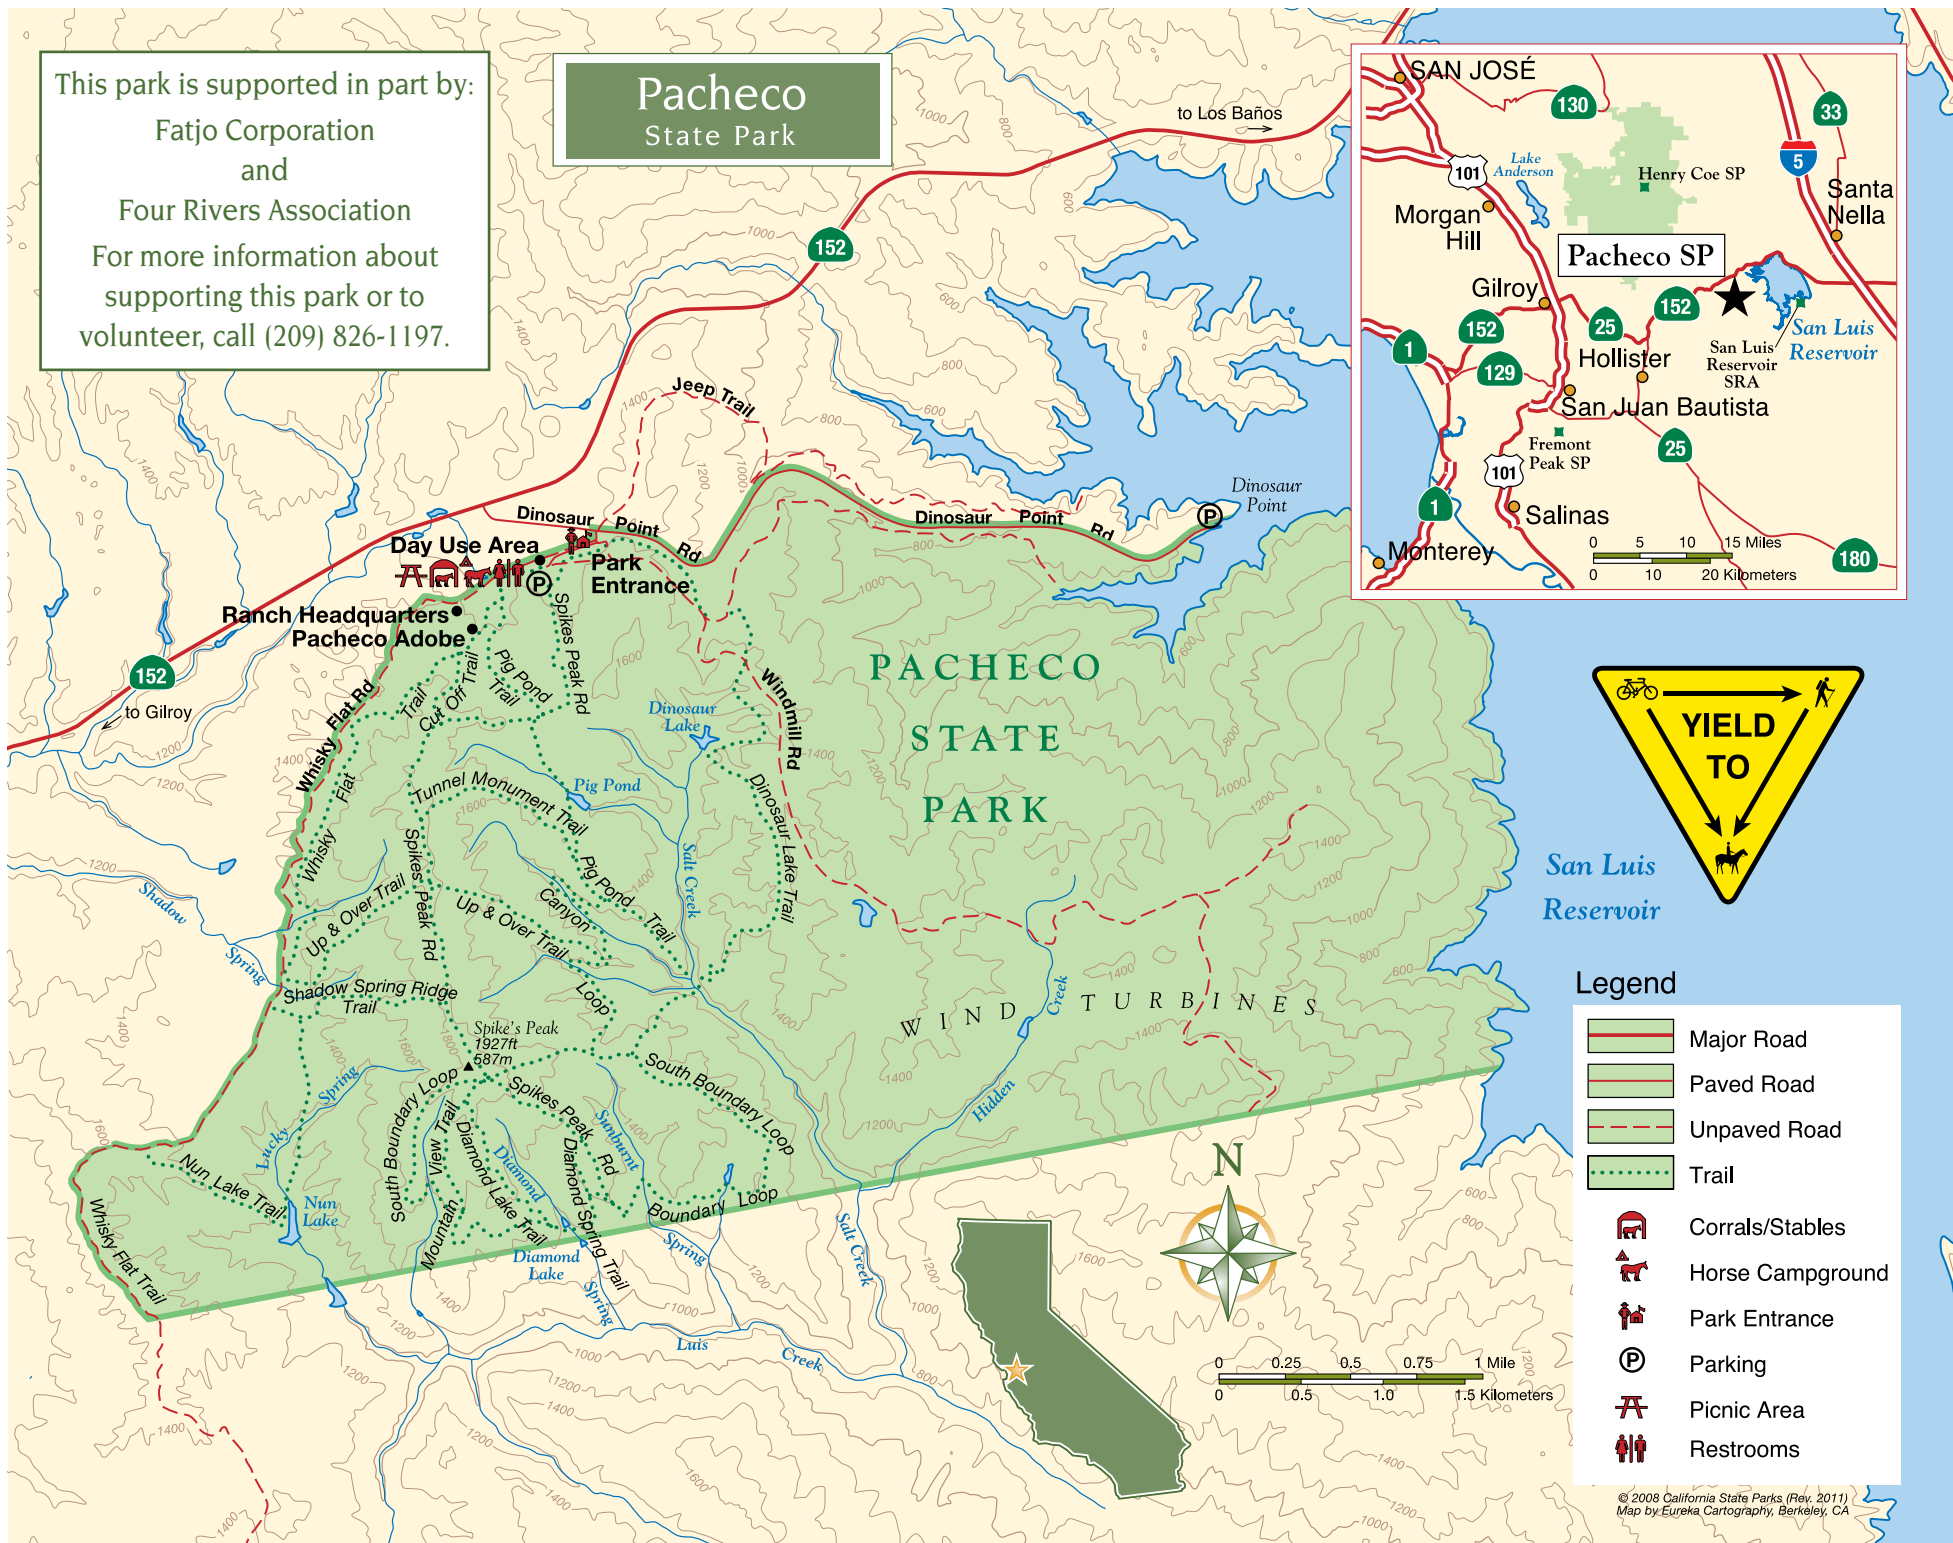 This park is supported in part by:
Fatjo Corporation
and
Four Rivers Association
For more information about
supporting this park or to
volunteer, call (209) 826-1197.
Pacheco
State Park
to Los Baños
152
Jeep Trail
Dinosaur Point Rd
Dinosaur Point Rd
Dinosaur
Point
P
Day Use Area
P
Park
Entrance
Ranch Headquarters
Pacheco Adobe
152
to Gilroy
Whisky Flat Rd
Whisky Flat Trail
Cut Off Trail
Pig Pond
Trail
Spikes Peak Rd
Dinosaur
Lake
Windmill Rd
PACHECO
STATE
PARK
Pig Pond
Tunnel Monument Trail
Dinosaur Lake Trail
Spikes Peak Rd
Salt Creek
Pig Pond Trail
Canyon
Loop
Up & Over Trail
Up & Over Trail
Shadow
Spring
Shadow Spring Ridge
Trail
Spike's Peak
1927ft
587m
WIND TURBINES
Hidden
Creek
South Boundary Loop
South Boundary Loop
Boundary Loop
Mountain View Trail
Spikes Peak Rd
Diamond Lake Trail
Diamond Spring Trail
Diamond
Spring
Sunburnt
Spring
Lucky
Spring
Nun Lake Trail
Nun
Lake
Diamond
Lake
Whisky Flat Trail
Salt Creek
Luis
Creek
San Luis
Reservoir
600
800
1000
1200
1400
1600
1800
N
0 0.25 0.5 0.75 1 Mile
0 0.5 1.0 1.5 Kilometers
SAN JOSÉ
130
33
101
Lake
Anderson
5
Henry Coe SP
Santa
Nella
Morgan
Hill
Pacheco SP
Gilroy
152
152
25
1
129
Hollister
San Luis
Reservoir
SRA
San Luis
Reservoir
San Juan Bautista
Fremont
Peak SP
25
101
1
Salinas
Monterey
180
0 5 10 15 Miles
0 10 20 Kilometers
YIELD
TO
Legend
Major Road
Paved Road
Unpaved Road
Trail
Corrals/Stables
Horse Campground
Park Entrance
P
Parking
Picnic Area
Restrooms
© 2008 California State Parks (Rev. 2011)
Map by Eureka Cartography, Berkeley, CA